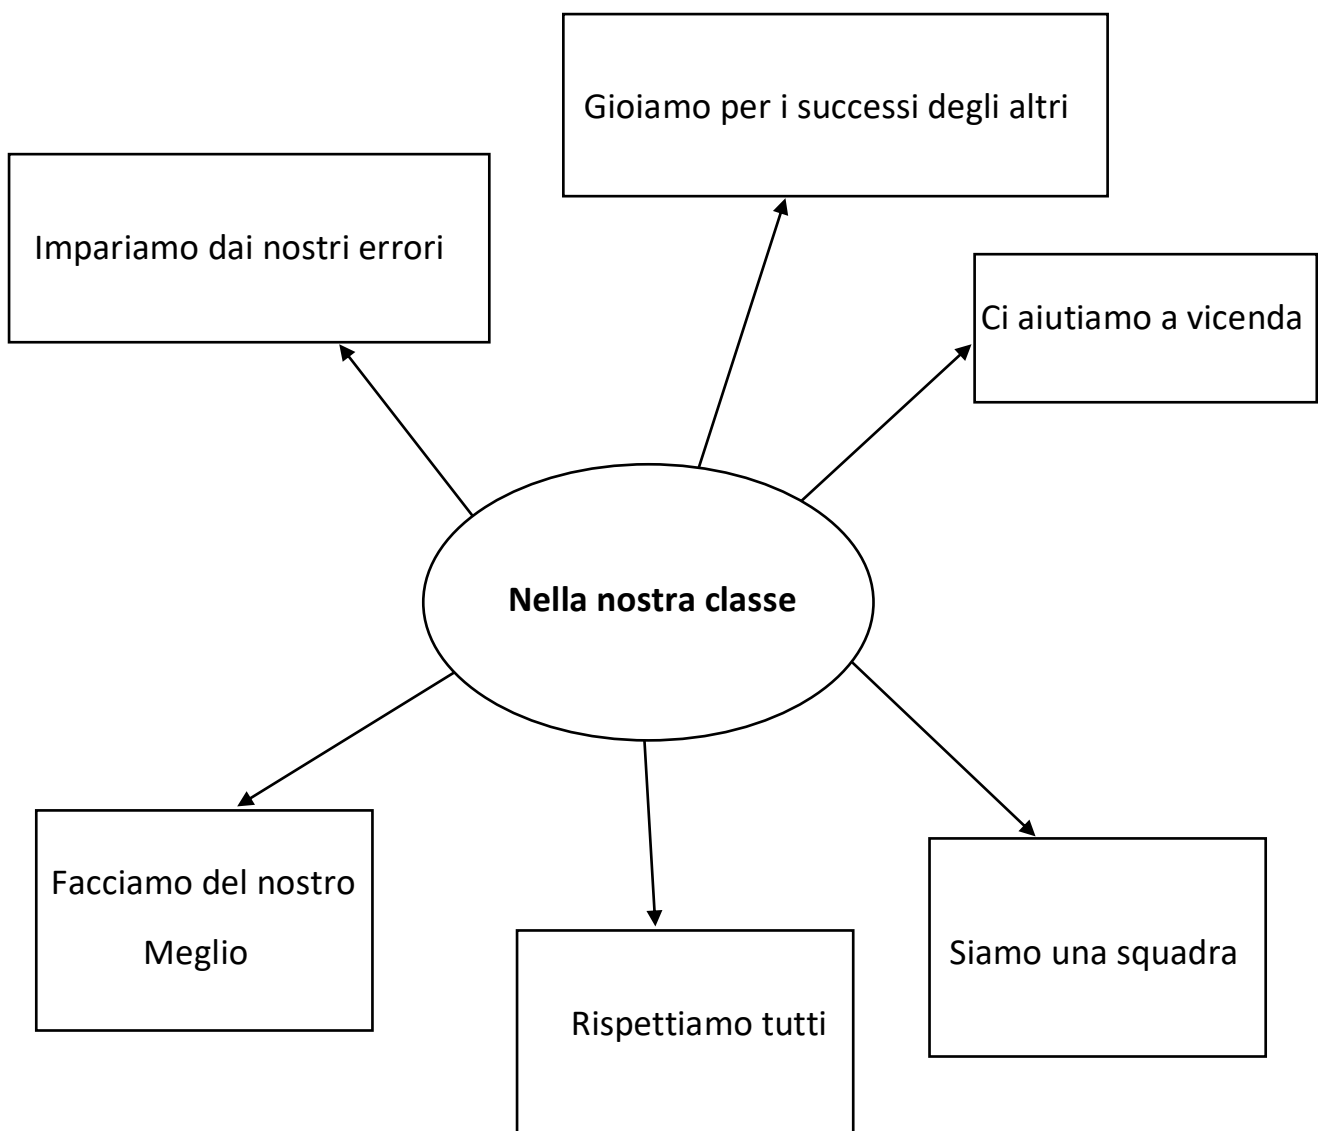 Gioiamo per i successi degli altri
Impariamo dai nostri errori
Ci aiutiamo a vicenda
Nella nostra classe
Facciamo del nostro
Meglio
Siamo una squadra
Rispettiamo tutti